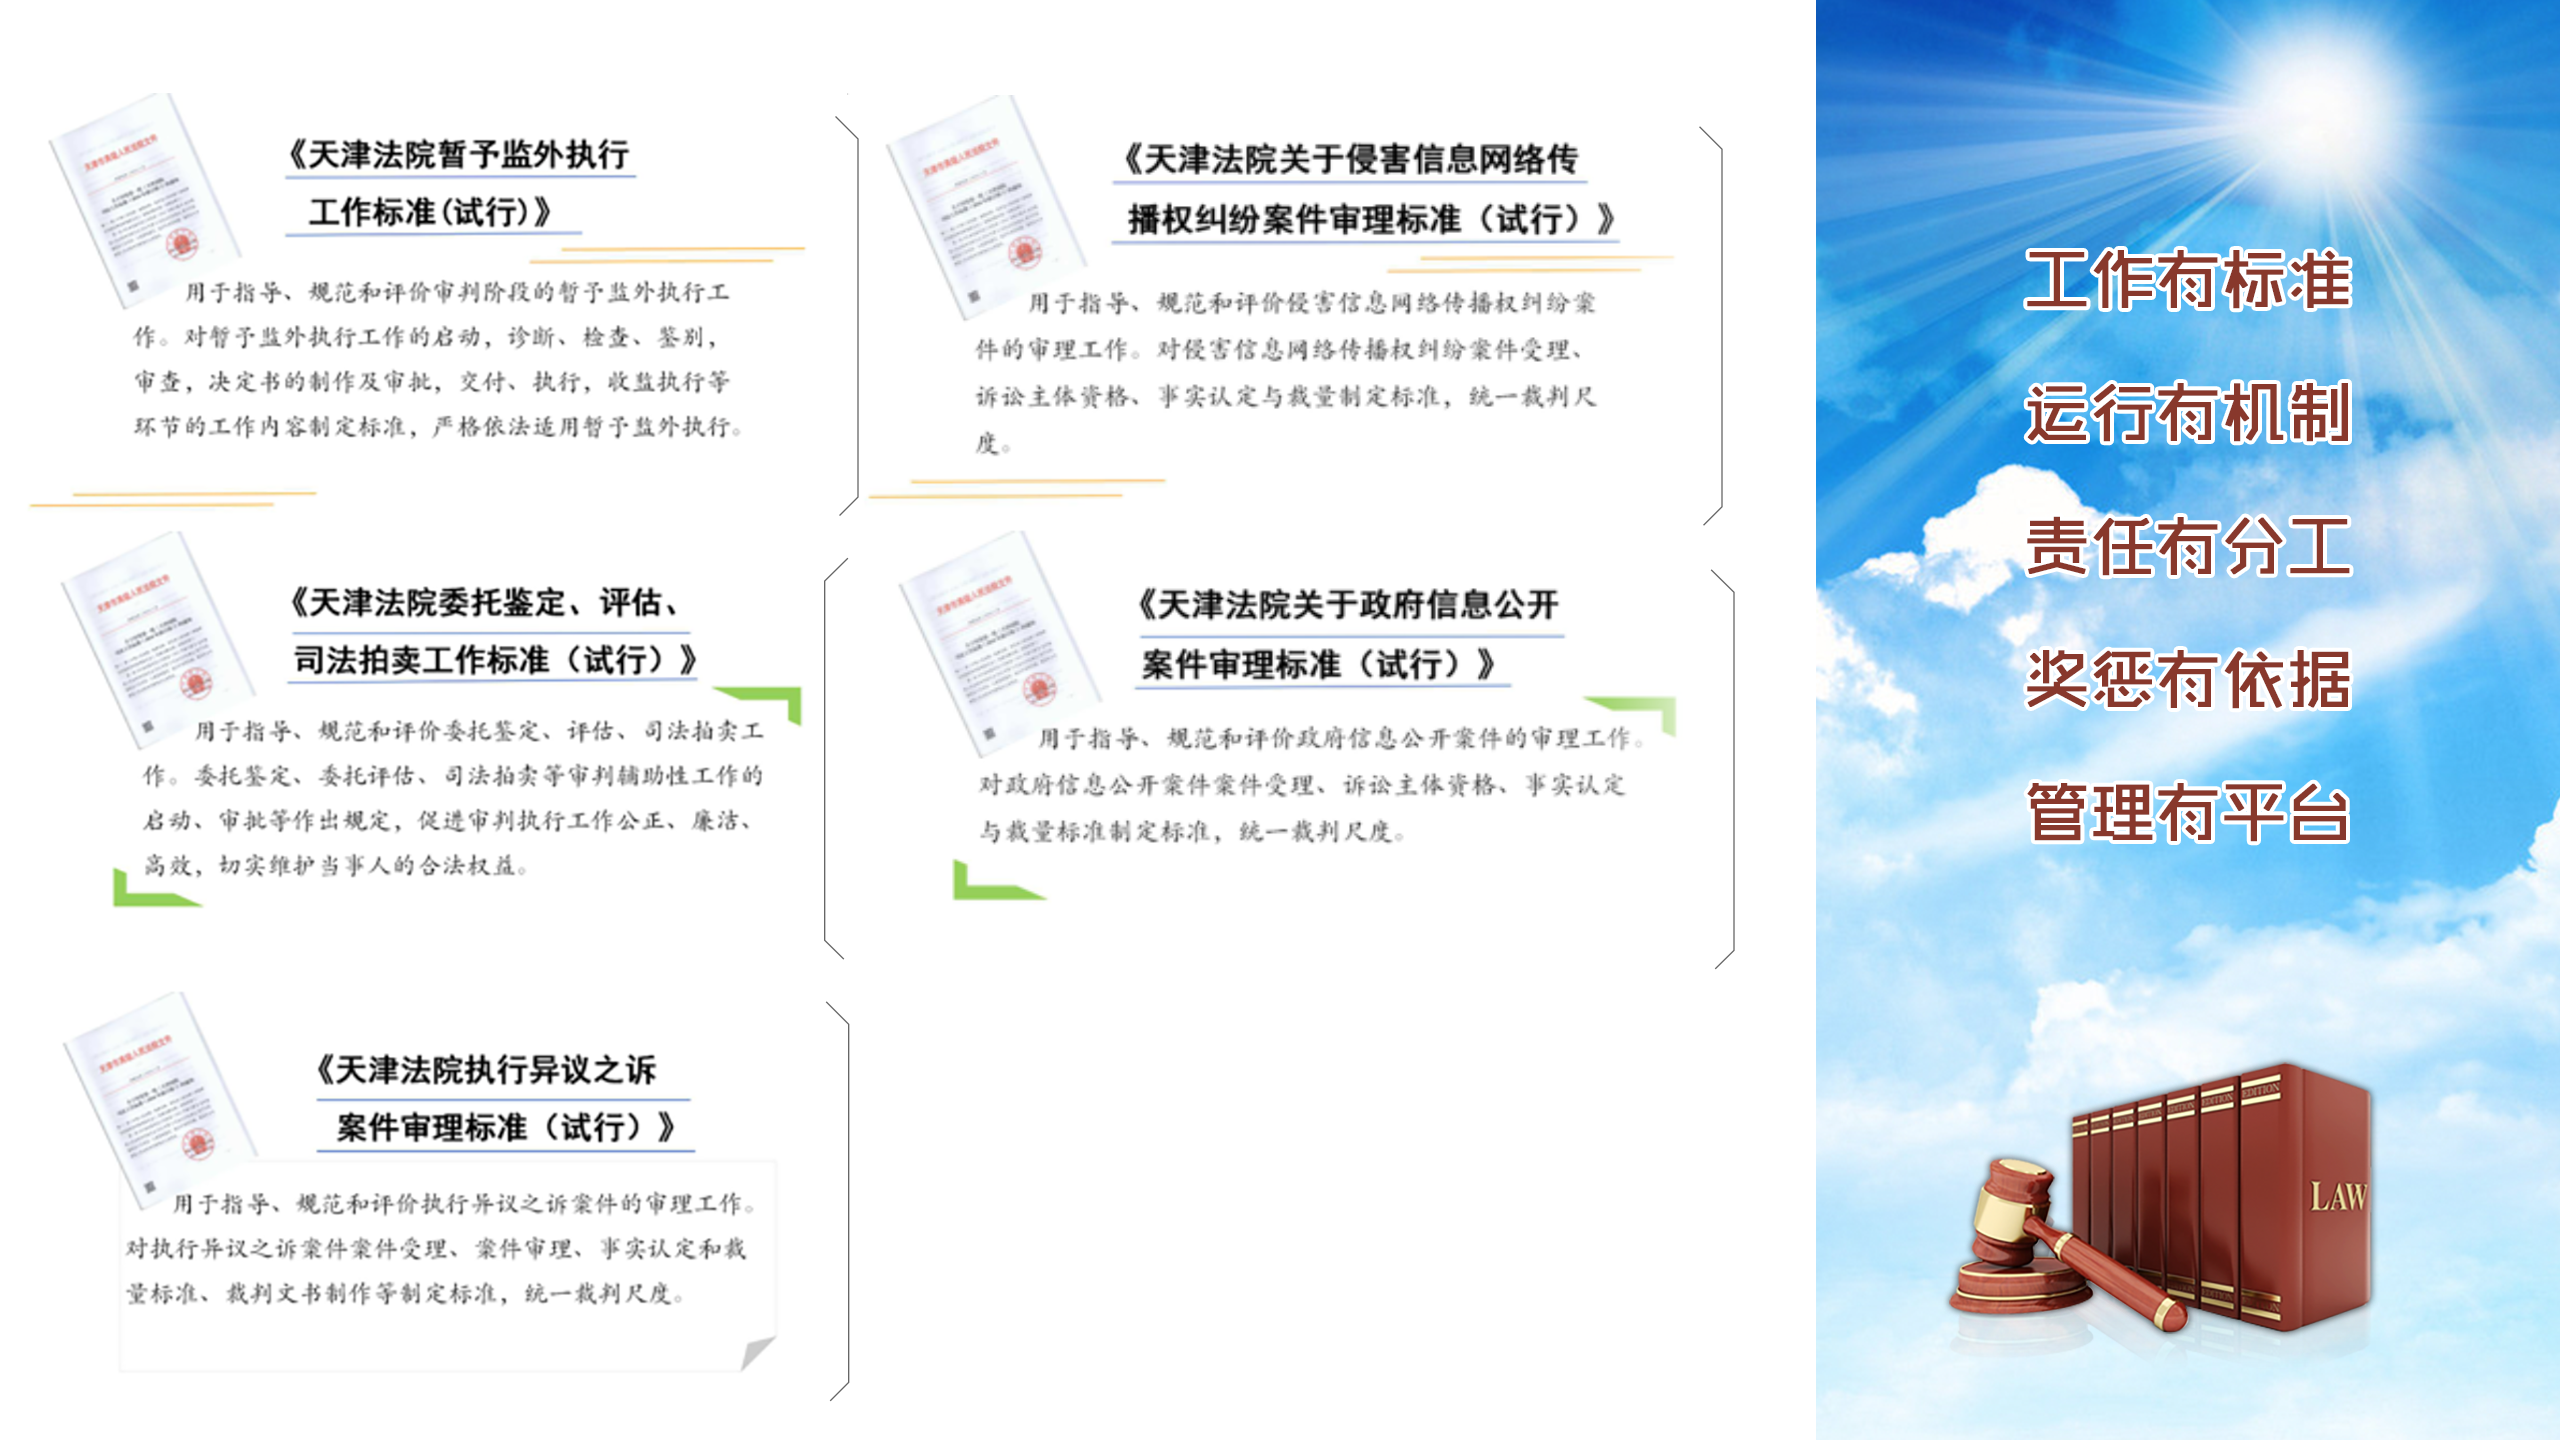 《天津法院暂予监外执行
工作标准(试行)》
用于指导、规范和评价审判阶段的暂予监外执行工
作。对暂予监外执行工作的启动，诊断、检查、鉴别，
审查，决定书的制作及审批，交付、执行，收监执行等
环节的工作内容制定标准，严格依法适用暂予监外执行。
《天津法院关于侵害信息网络传
播权纠纷案件审理标准（试行）》
用于指导、规范和评价侵害信息网络传播权纠纷案
件的审理工作。对侵害信息网络传播权纠纷案件受理、
诉讼主体资格、事实认定与裁量制定标准，统一裁判尺
度。
《天津法院委托鉴定、评估、
司法拍卖工作标准（试行）》
用于指导、规范和评价委托鉴定、评估、司法拍卖工
作。委托鉴定、委托评估、司法拍卖等审判辅助性工作的
启动、审批等作出规定，促进审判执行工作公正、廉洁、
高效，切实维护当事人的合法权益。
《天津法院关于政府信息公开
案件审理标准（试行）》
用于指导、规范和评价政府信息公开案件的审理工作。
对政府信息公开案件案件受理、诉讼主体资格、事实认定
与裁量标准制定标准，统一裁判尺度。
《天津法院执行异议之诉
案件审理标准（试行）》
用于指导、规范和评价执行异议之诉案件的审理工作。
对执行异议之诉案件案件受理、案件审理、事实认定和裁
量标准、裁判文书制作等制定标准，统一裁判尺度。
工作有标准
运行有机制
责任有分工
奖惩有依据
管理有平台
EDITION
LAW